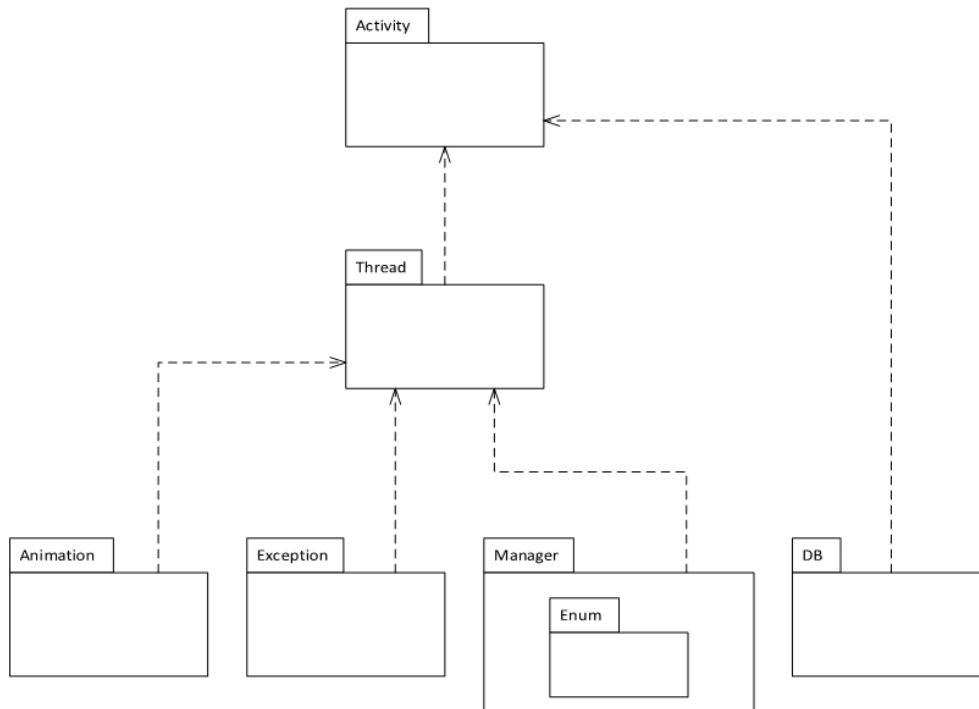 Activity
Thread
Animation
Exception
Manager
DB
Enum